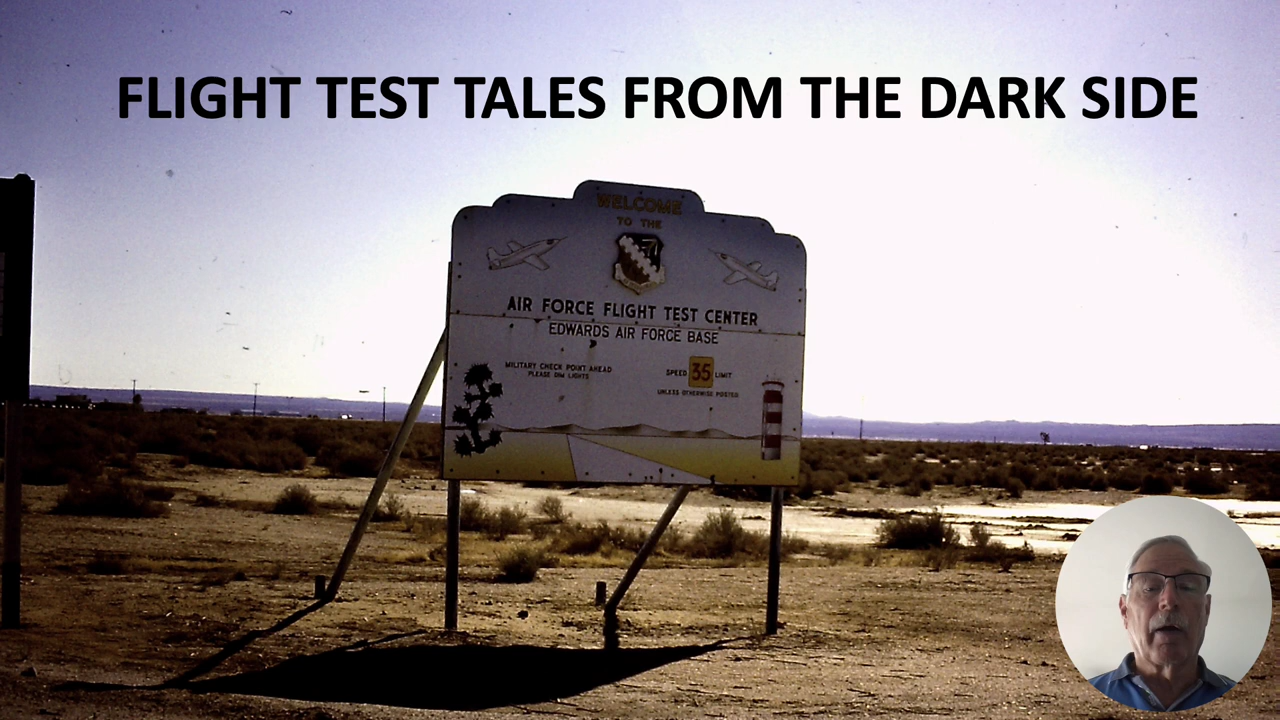 FLIGHT TEST TALES FROM THE DARK SIDE
WELCOME
TO THE
AIR FORCE FLIGHT TEST CENTER
EDWARDS AIR FORCE BASE
MILITARY CHECK POINT AHEAD
PLEASE DIM LIGHTS
SPEED 35 LIMIT
UNLESS OTHERWISE POSTED